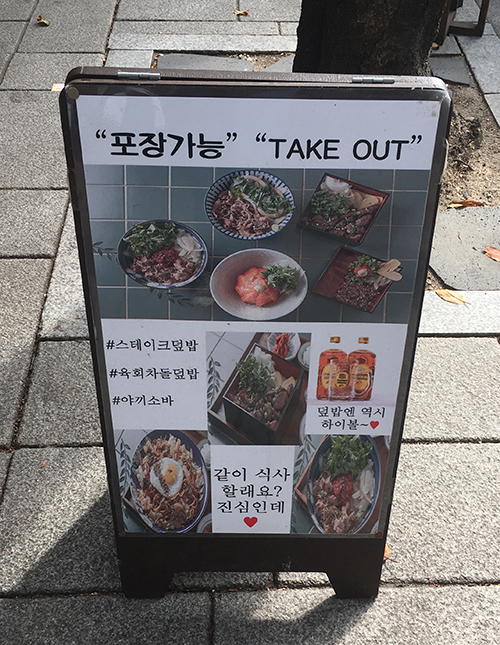 “포장가능” “TAKE OUT”
#스테이크덮밥
#육회차돌덮밥
#야끼소바
덮밥엔 역시
하이볼~♥
같이 식사
할래요?
진심인데
♥